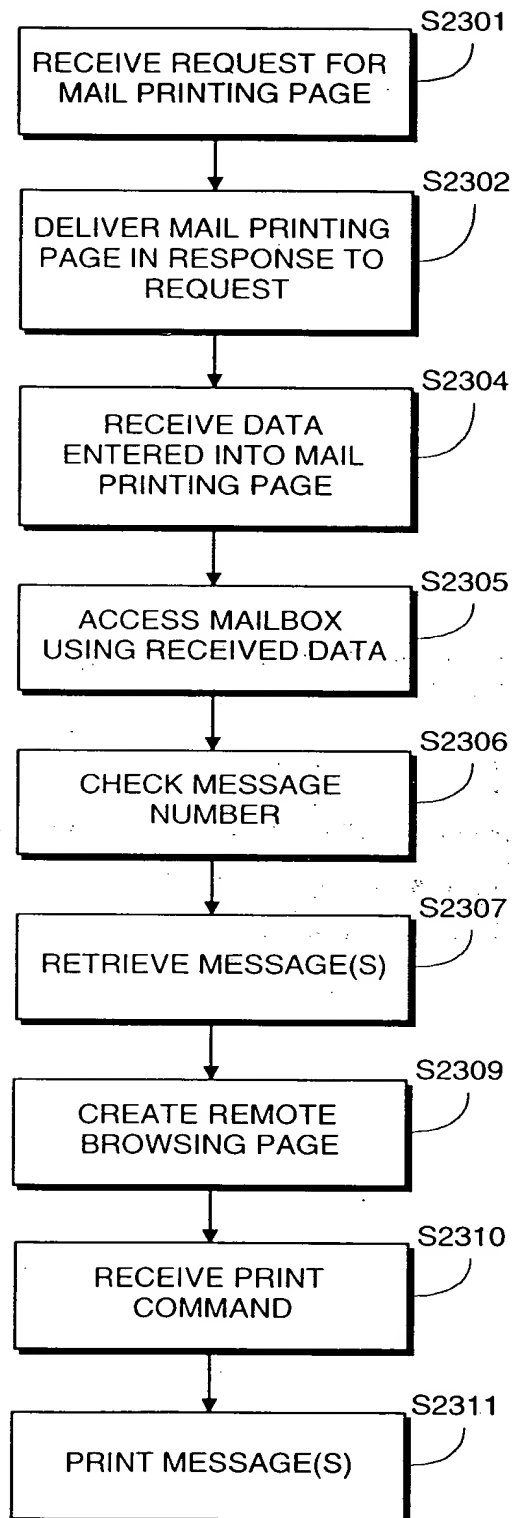 S2301
RECEIVE REQUEST FOR
MAIL PRINTING PAGE
S2302
DELIVER MAIL PRINTING
PAGE IN RESPONSE TO
REQUEST
S2304
RECEIVE DATA
ENTERED INTO MAIL
PRINTING PAGE
S2305
ACCESS MAILBOX
USING RECEIVED DATA
S2306
CHECK MESSAGE
NUMBER
S2307
RETRIEVE MESSAGE(S)
S2309
CREATE REMOTE
BROWSING PAGE
S2310
RECEIVE PRINT
COMMAND
S2311
PRINT MESSAGE(S)